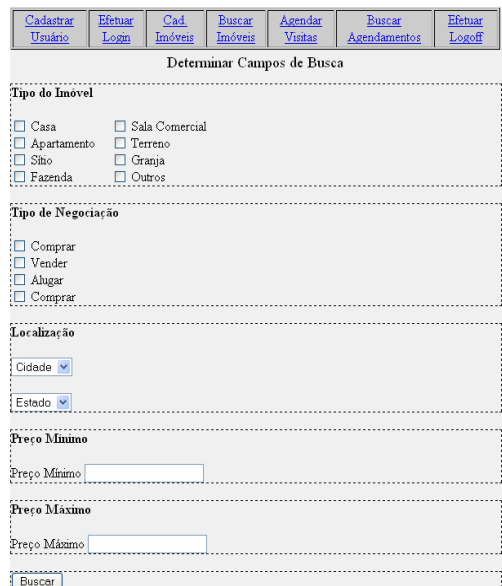 Cadastrar Usuário Efetuar Login Cad. Imóveis Buscar Imóveis Agendar Visitas Buscar Agendamentos Efetuar Logoff
Determinar Campos de Busca
Tipo do Imóvel
Casa Sala Comercial
Apartamento Terreno
Sítio Granja
Fazenda Outros
Tipo de Negociação
Comprar
Vender
Alugar
Comprar
Localização
Cidade
Estado
Preço Mínimo
Preço Mínimo
Preço Máximo
Preço Máximo
Buscar